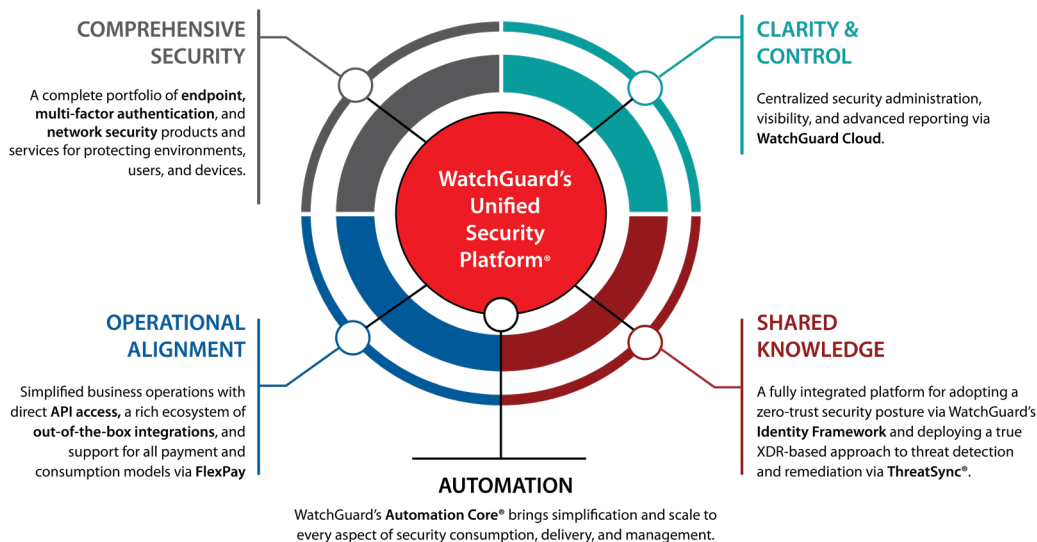 COMPREHENSIVE
SECURITY
A complete portfolio of endpoint,
multi-factor authentication, and
network security products and
services for protecting environments,
users, and devices.
CLARITY &
CONTROL
Centralized security administration,
visibility, and advanced reporting via
WatchGuard Cloud.
WatchGuard’s
Unified
Security
Platform®
OPERATIONAL
ALIGNMENT
Simplified business operations with
direct API access, a rich ecosystem of
out-of-the-box integrations, and
support for all payment and
consumption models via FlexPay
SHARED
KNOWLEDGE
A fully integrated platform for adopting a
zero-trust security posture via WatchGuard’s
Identity Framework and deploying a true
XDR-based approach to threat detection
and remediation via ThreatSync®.
AUTOMATION
WatchGuard’s Automation Core® brings simplification and scale to
every aspect of security consumption, delivery, and management.